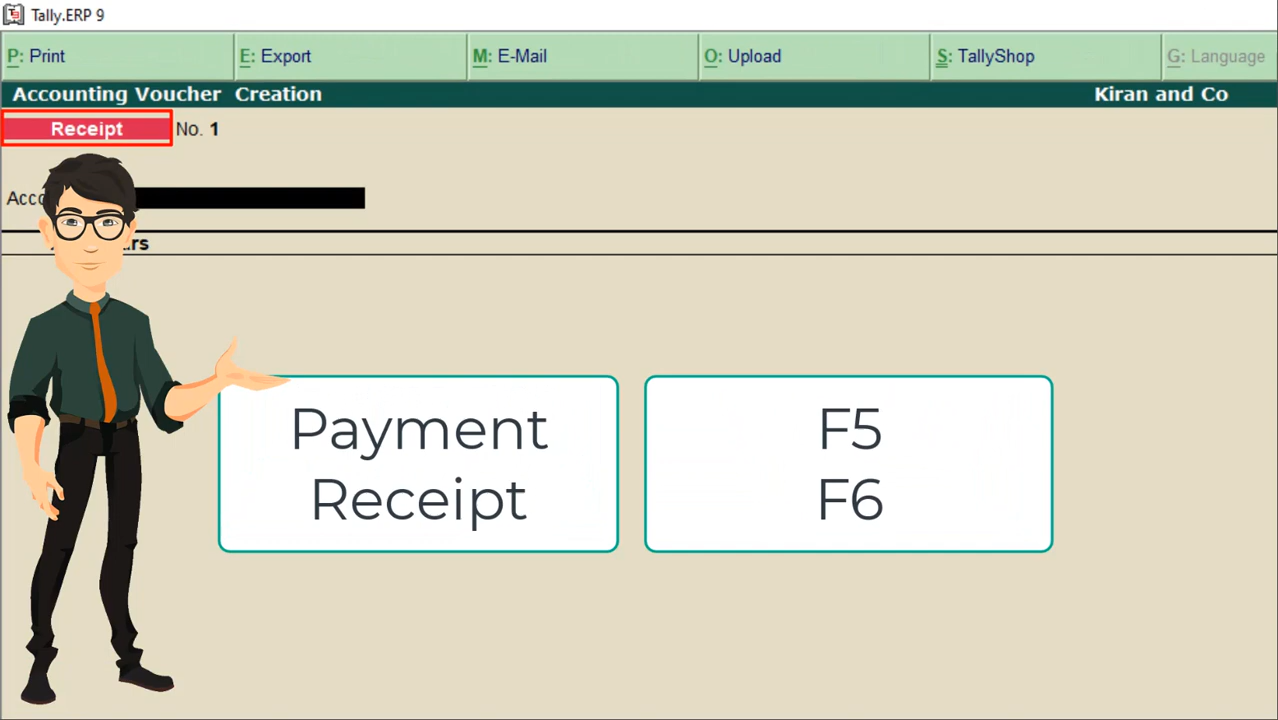 Tally.ERP 9
P: Print E: Export M: E-Mail O: Upload S: TallyShop G: Language
Accounting Voucher Creation Kiran and Co
Receipt No. 1
Payment F5
Receipt F6